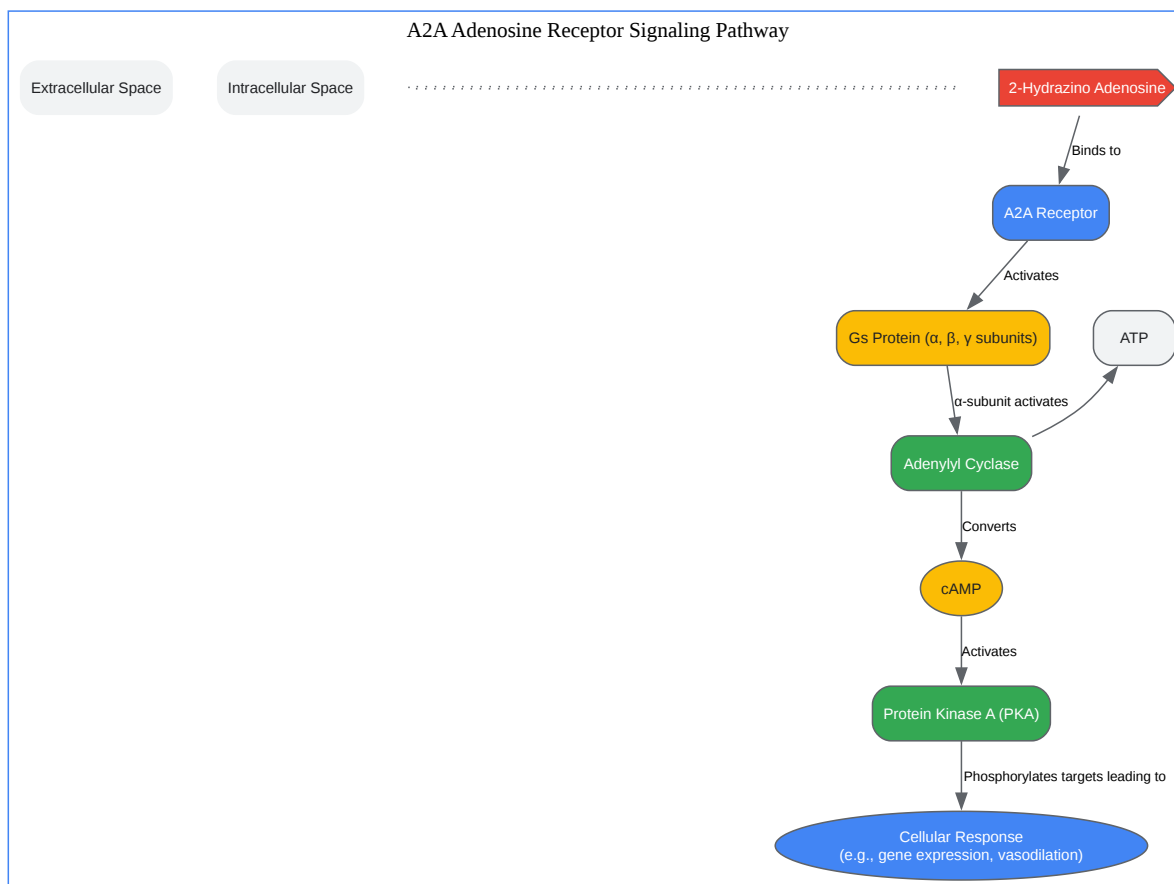 A2A Adenosine Receptor Signaling Pathway
Extracellular Space
Intracellular Space
2-Hydrazino Adenosine
Binds to
A2A Receptor
Activates
Gs Protein (α, β, γ subunits)
ATP
α-subunit activates
Adenylyl Cyclase
Converts
cAMP
Activates
Protein Kinase A (PKA)
Phosphorylates targets leading to
Cellular Response
(e.g., gene expression, vasodilation)